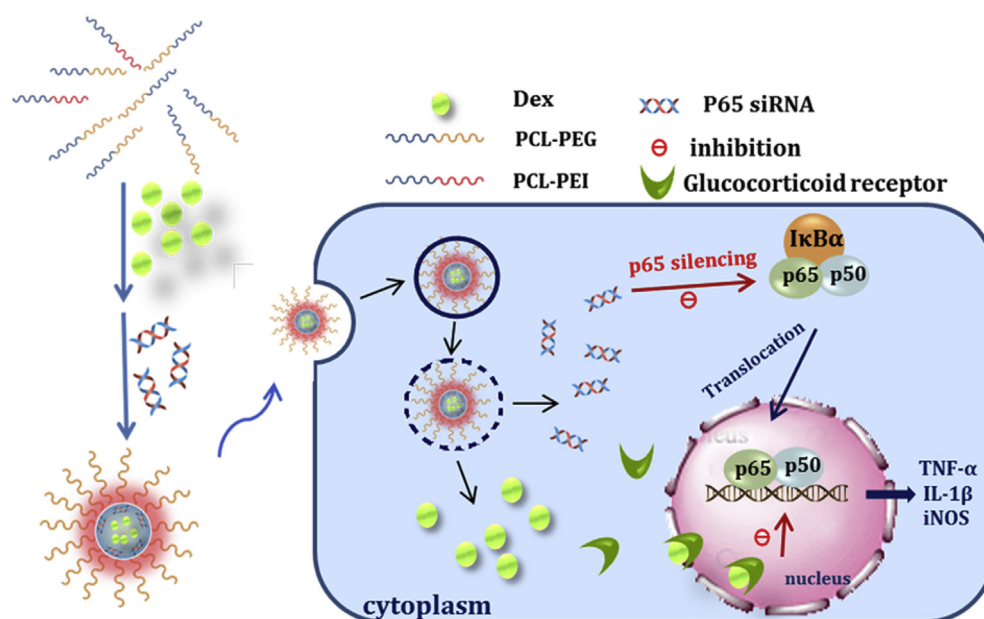 Dex
P65 siRNA
PCL-PEG
inhibition
PCL-PEI
Glucocorticoid receptor
IκBα
p65 silencing
p65
p50
Translocation
p65
p50
TNF-α
IL-1β
iNOS
nucleus
cytoplasm